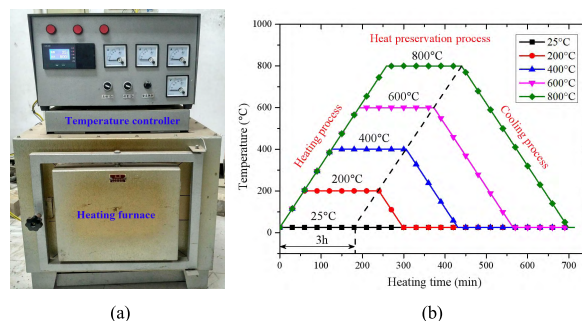 Temperature controller
Heating furnace
(a)
Temperature (°C)
1000
800
600
400
200
0
Heat preservation process
800°C
600°C
400°C
200°C
25°C
Heating process
Cooling process
3h
25°C
200°C
400°C
600°C
800°C
0 100 200 300 400 500 600 700
Heating time (min)
(b)